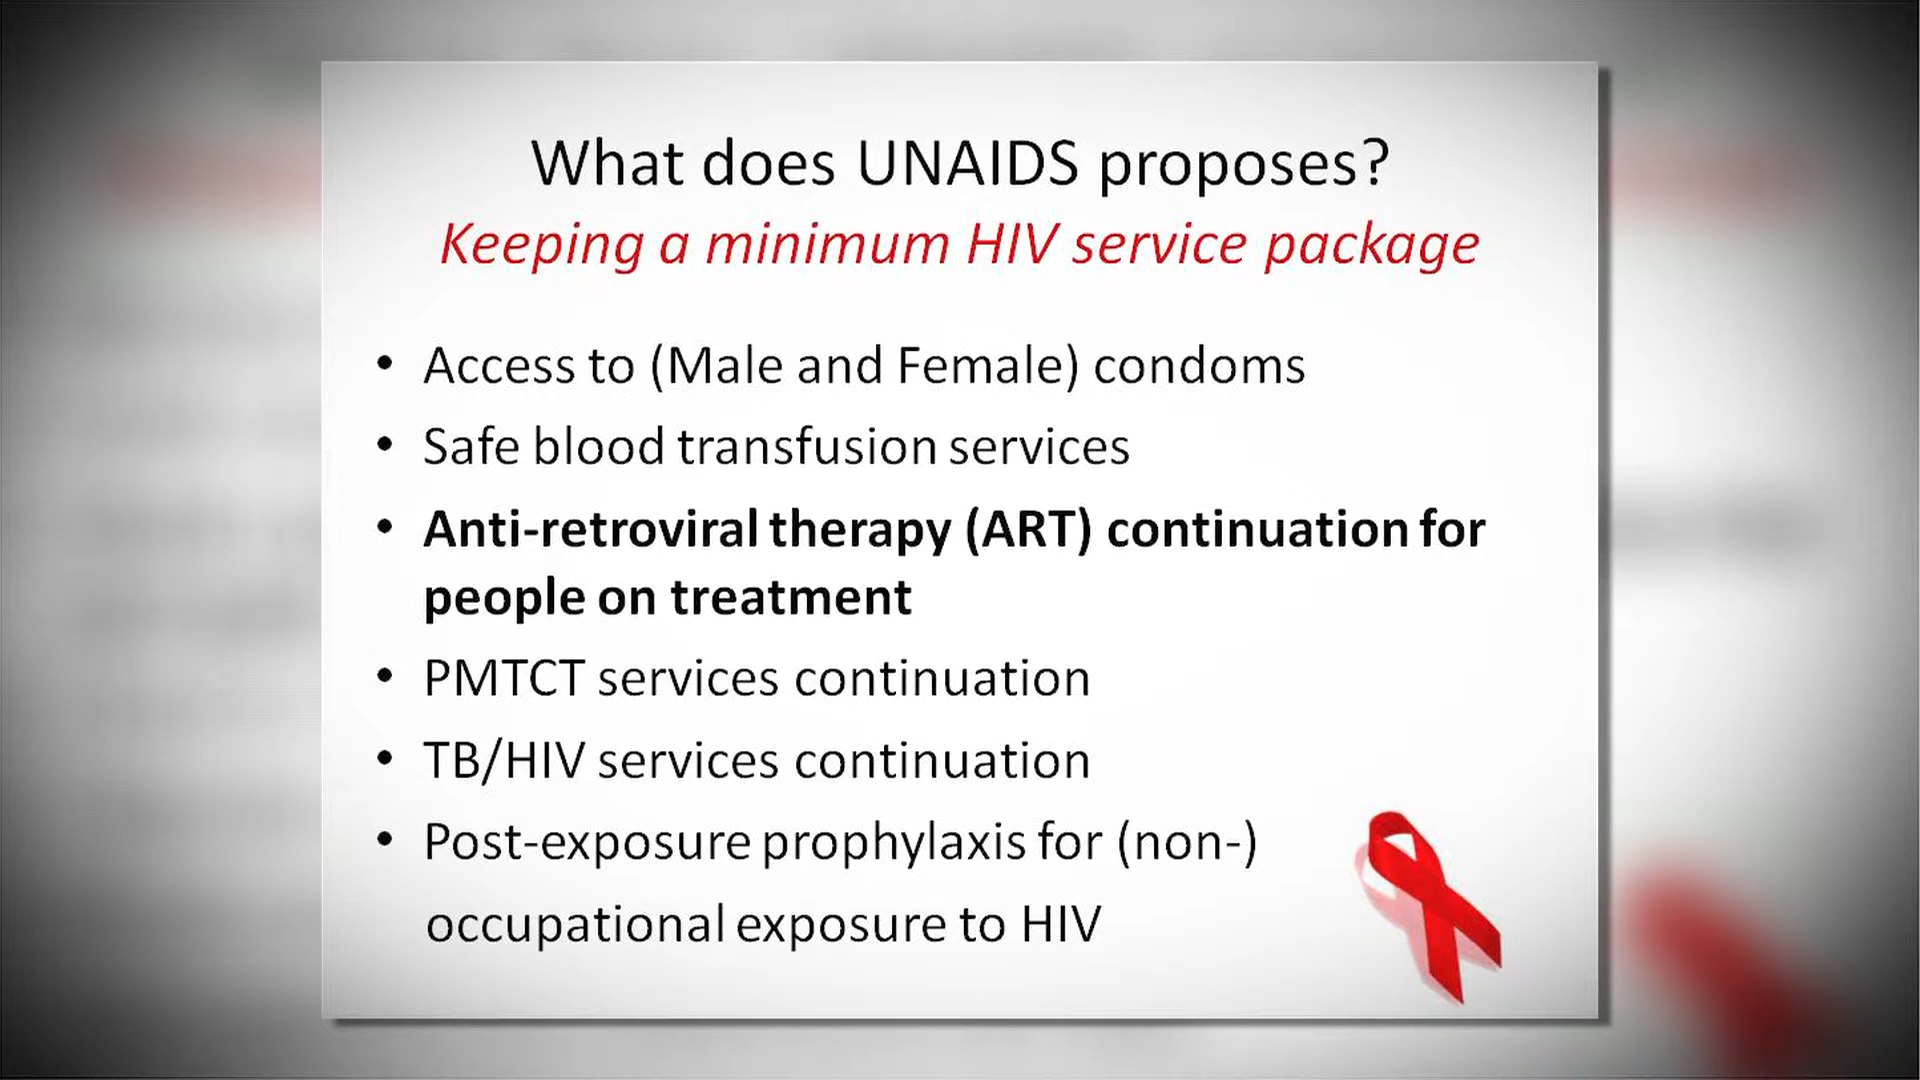 What does UNAIDS proposes?
Keeping a minimum HIV service package
• Access to (Male and Female) condoms
• Safe blood transfusion services
• Anti-retroviral therapy (ART) continuation for
people on treatment
• PMTCT services continuation
• TB/HIV services continuation
• Post-exposure prophylaxis for (non-)
occupational exposure to HIV